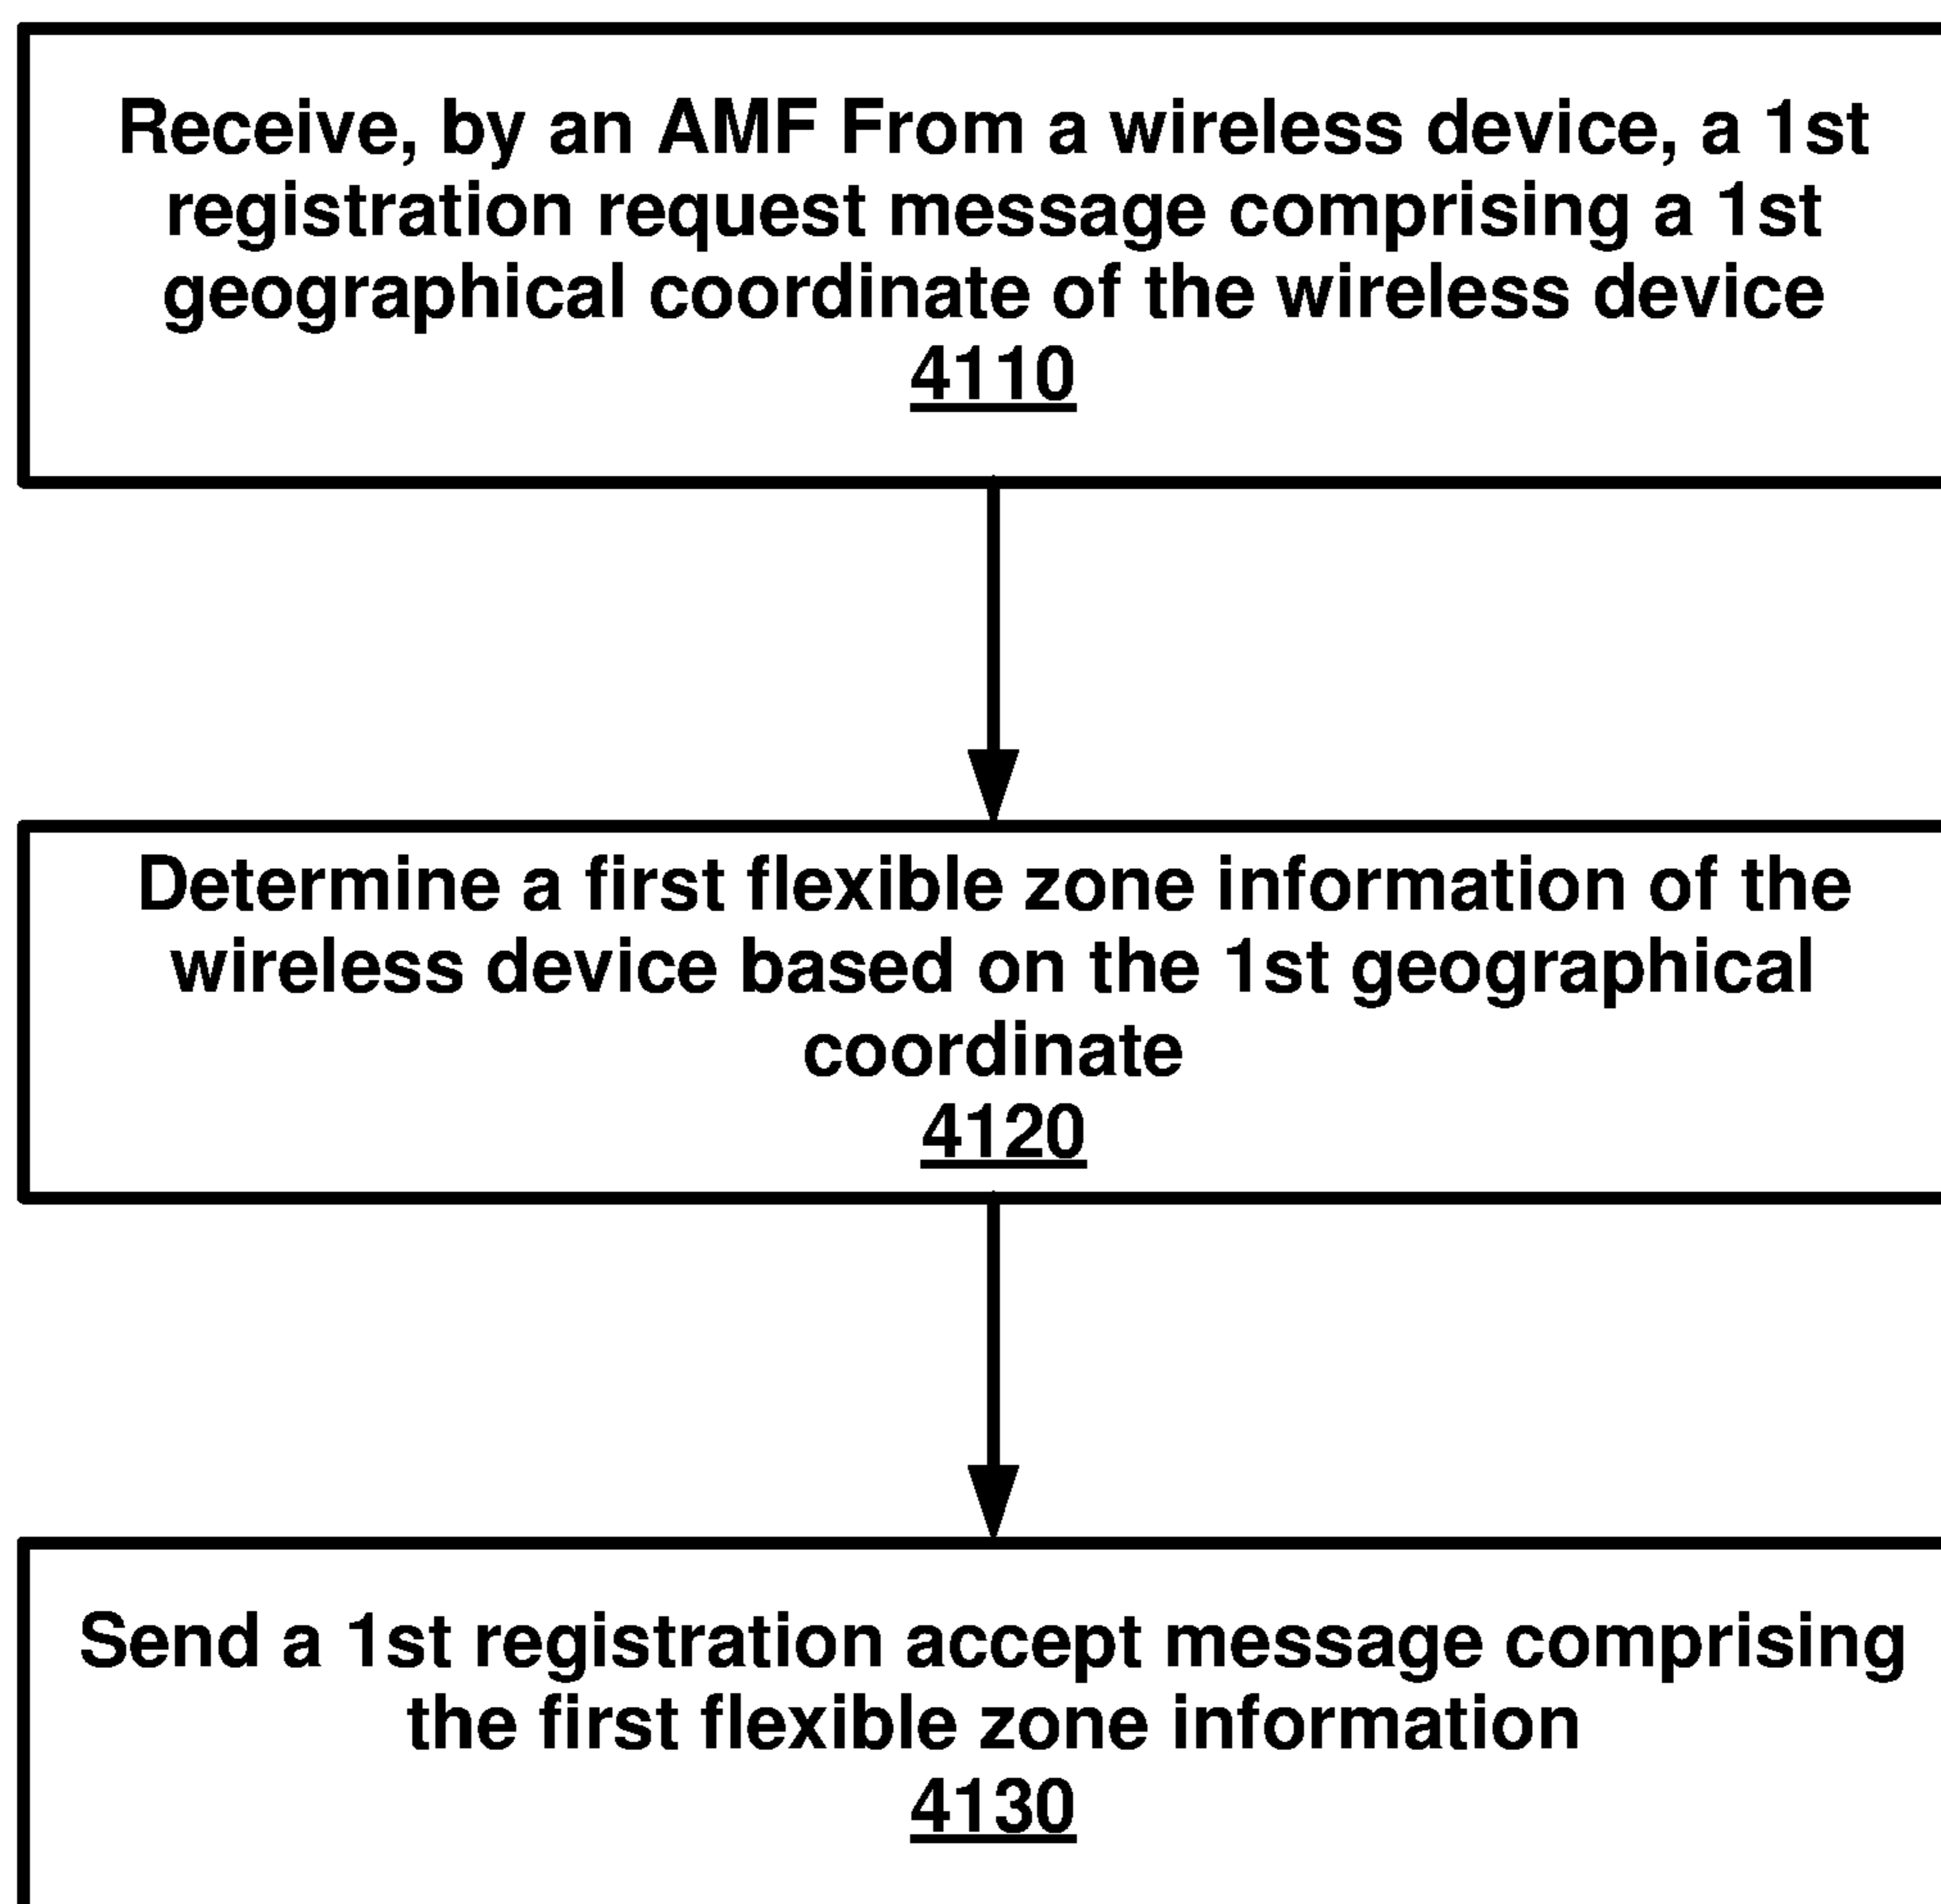 Receive, by an AMF From a wireless device, a 1st
registration request message comprising a 1st
geographical coordinate of the wireless device
4110
Determine a first flexible zone information of the
wireless device based on the 1st geographical
coordinate
4120
Send a 1st registration accept message comprising
the first flexible zone information
4130